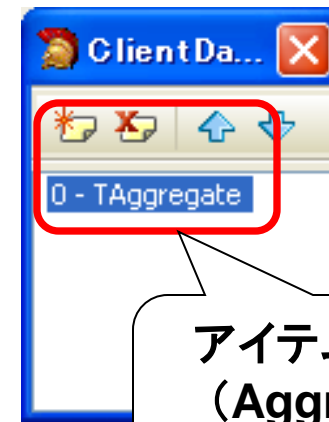 ClientDa...
0 - TAggregate
アイテ
（Aggr